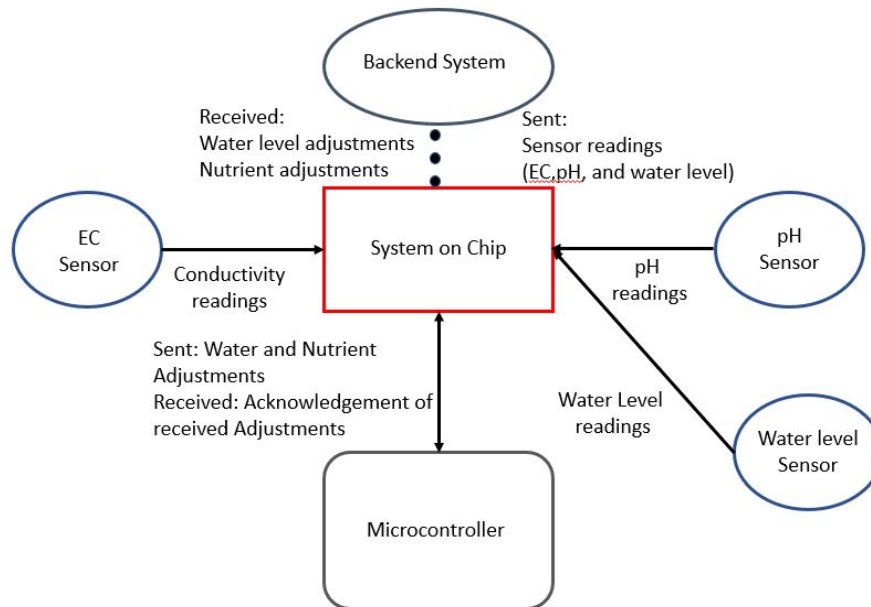 Backend System
Received:
Water level adjustments
Nutrient adjustments
Sent:
Sensor readings
(EC,pH, and water level)
EC
Sensor
System on Chip
pH
Sensor
Conductivity
readings
pH
readings
Sent: Water and Nutrient
Adjustments
Received: Acknowledgement of
received Adjustments
Water Level
readings
Water level
Sensor
Microcontroller